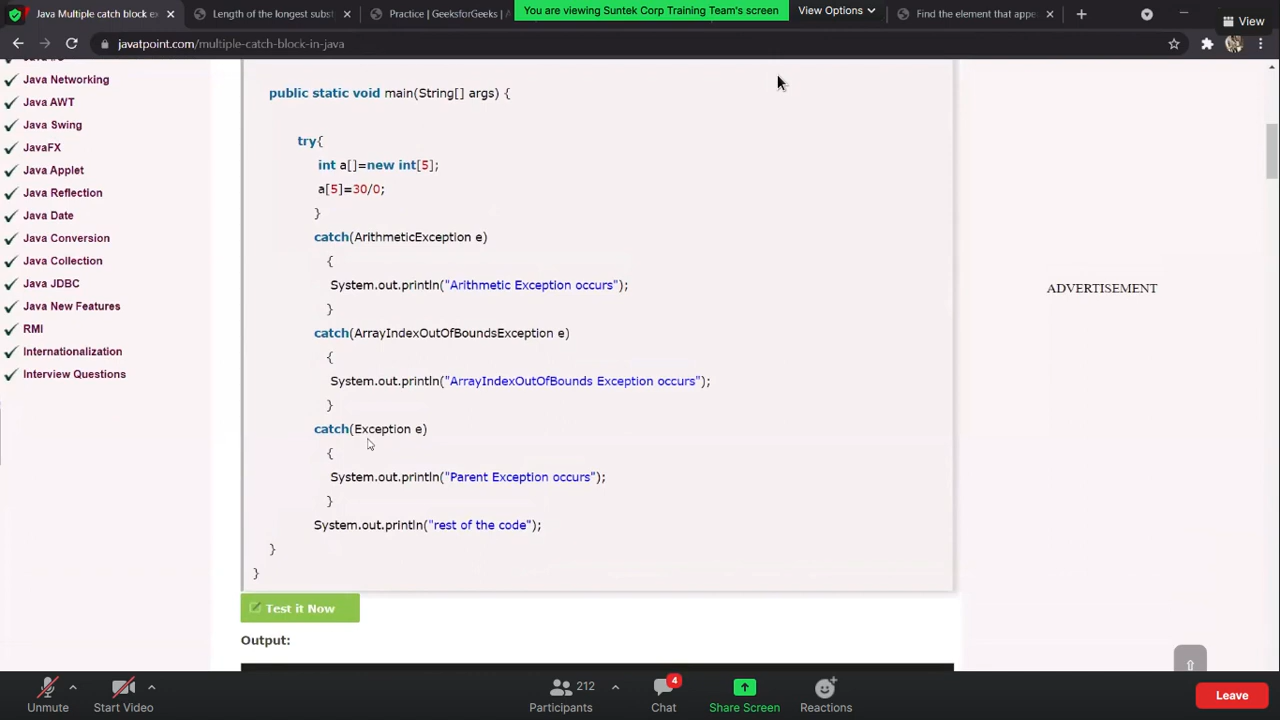 Java Multiple catch block ex
Length of the longest subst
Practice | GeeksforGeeks | A
You are viewing Suntek Corp Training Team's screen
View Options
Find the element that appe
View
javatpoint.com/multiple-catch-block-in-java
Java Networking
Java AWT
Java Swing
JavaFX
Java Applet
Java Reflection
Java Date
Java Conversion
Java Collection
Java JDBC
Java New Features
RMI
Internationalization
Interview Questions
public static void main(String[] args) {
try{
int a[]=new int[5];
a[5]=30/0;
}
catch(ArithmeticException e)
{
System.out.println("Arithmetic Exception occurs");
}
catch(ArrayIndexOutOfBoundsException e)
{
System.out.println("ArrayIndexOutOfBounds Exception occurs");
}
catch(Exception e)
{
System.out.println("Parent Exception occurs");
}
System.out.println("rest of the code");
}
}
Test it Now
Output:
ADVERTISEMENT
Unmute
Start Video
212
Participants
4
Chat
Share Screen
Reactions
Leave